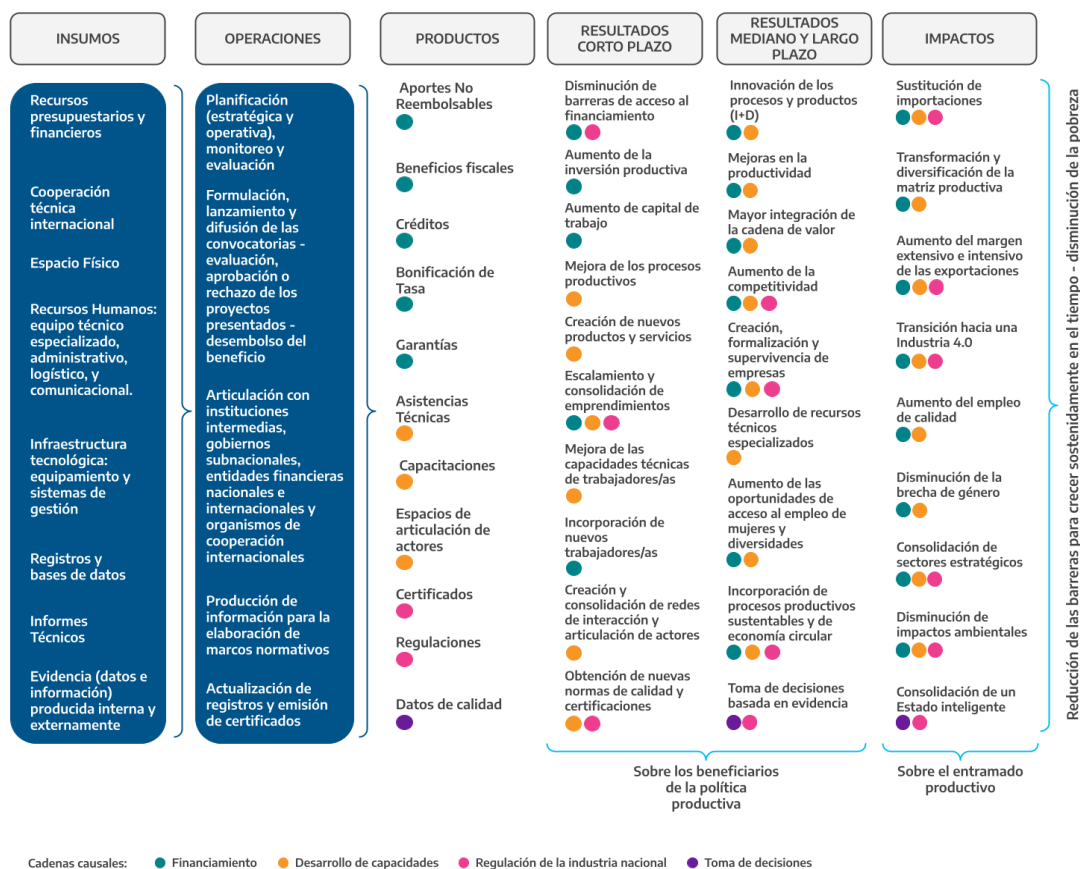 INSUMOS
OPERACIONES
PRODUCTOS
RESULTADOS
CORTO PLAZO
RESULTADOS
MEDIANO Y LARGO
PLAZO
IMPACTOS
Recursos
presupuestarios y
financieros
Cooperación
técnica
internacional
Espacio Físico
Recursos Humanos:
equipo técnico
especializado,
administrativo,
logístico, y
comunicacional.
Infraestructura
tecnológica:
equipamiento y
sistemas de
gestión
Registros y
bases de datos
Informes
Técnicos
Evidencia (datos e
información)
producida interna y
externamente
Planificación
(estratégica y
operativa),
monitoreo y
evaluación
Formulación,
lanzamiento y
difusión de las
convocatorias -
evaluación,
aprobación o
rechazo de los
proyectos
presentados -
desembolso del
beneficio
Articulación con
instituciones
intermedias,
gobiernos
subnacionales,
entidades financieras
nacionales e
internacionales y
organismos de
cooperación
internacionales
Producción de
información para la
elaboración de
marcos normativos
Actualización de
registros y emisión
de certificados
Aportes No
Reembolsables
Beneficios fiscales
Créditos
Bonificación de
Tasa
Garantías
Asistencias
Técnicas
Capacitaciones
Espacios de
articulación de
actores
Certificados
Regulaciones
Datos de calidad
Disminución de
barreras de acceso al
financiamiento
Aumento de la
inversión productiva
Aumento de capital de
trabajo
Mejora de los procesos
productivos
Creación de nuevos
productos y servicios
Escalamiento y
consolidación de
emprendimientos
Mejora de las
capacidades técnicas
de trabajadores/as
Incorporación de
nuevos
trabajadores/as
Creación y
consolidación de redes
de interacción y
articulación de actores
Obtención de nuevas
normas de calidad y
certificaciones
Innovación de los
procesos y productos
(I+D)
Mejoras en la
productividad
Mayor integración de
la cadena de valor
Aumento de la
competitividad
Creación,
formalización y
supervivencia de
empresas
Desarrollo de recursos
técnicos
especializados
Aumento de las
oportunidades de
acceso al empleo de
mujeres y
diversidades
Incorporación de
procesos productivos
sustentables y de
economía circular
Toma de decisiones
basada en evidencia
Sustitución de
importaciones
Transformación y
diversificación de la
matriz productiva
Aumento del margen
extensivo e intensivo
de las exportaciones
Transición hacia una
Industria 4.0
Aumento del empleo
de calidad
Disminución de la
brecha de género
Consolidación de
sectores estratégicos
Disminución de
impactos ambientales
Consolidación de un
Estado inteligente
Reducción de las barreras para crecer sostenidamente en el tiempo - disminución de la pobreza
Sobre los beneficiarios
de la política
productiva
Sobre el entramado
productivo
Cadenas causales:
Financiamiento
Desarrollo de capacidades
Regulación de la industria nacional
Toma de decisiones